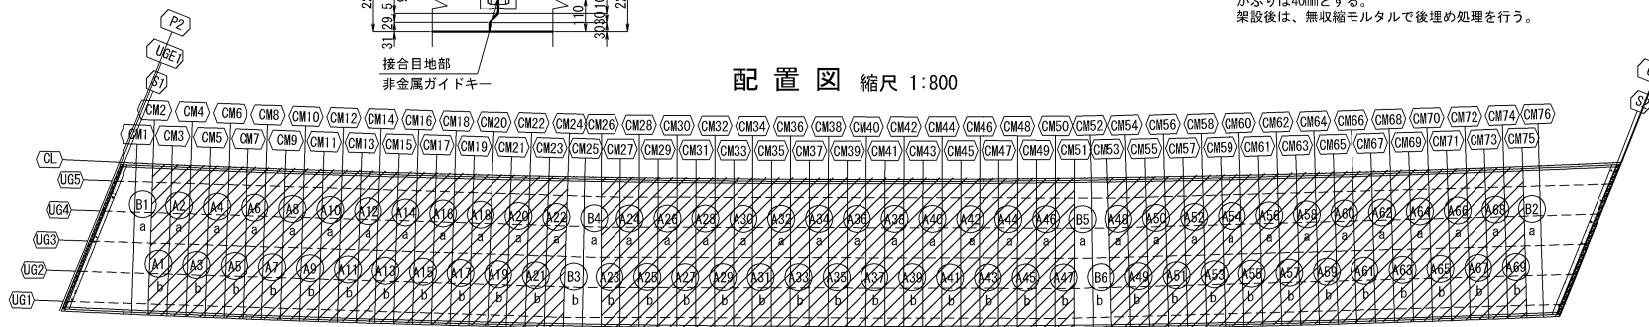 31 29.5
110
3030
かぶりは40mmとする。
架設後は、無収縮モルタルで後埋め処理を行う。
接合目地部
非金属ガイドキー
配置図 縮尺 1:800
P2
UGE1
S1
CM2 CM4 CM6 CM8 CM10 CM12 CM14 CM16 CM18 CM20 CM22 CM24 CM26 CM28 CM30 CM32 CM34 CM36 CM38 CM40 CM42 CM44 CM46 CM48 CM50 CM52 CM54 CM56 CM58 CM60 CM62 CM64 CM66 CM68 CM70 CM72 CM74 CM76
CM1 CM3 CM5 CM7 CM9 CM11 CM13 CM15 CM17 CM19 CM21 CM23 CM25 CM27 CM29 CM31 CM33 CM35 CM37 CM39 CM41 CM43 CM45 CM47 CM49 CM51 CM53 CM55 CM57 CM59 CM61 CM63 CM65 CM67 CM69 CM71 CM73 CM75
CL
UG5
UG4
UG3
UG2
UG1
B1 A2 A4 A6 A8 A10 A12 A14 A16 A18 A20 A22 B4 A24 A26 A28 A30 A32 A34 A36 A38 A40 A42 A44 A46 B5 A48 A50 A52 A54 A56 A58 A60 A62 A64 A66 A68 B2
a a a a a a a a a a a a a a a a a a a a a a a a a a a a a a a a a a a a a a
A1 A3 A5 A7 A9 A11 A13 A15 A17 A19 A21 B3 A23 A25 A27 A29 A31 A33 A35 A37 A39 A41 A43 A45 A47 B6 A49 A51 A53 A55 A57 A59 A61 A63 A65 A67 A69
b b b b b b b b b b b b b b b b b b b b b b b b b b b b b b b b b b b b b